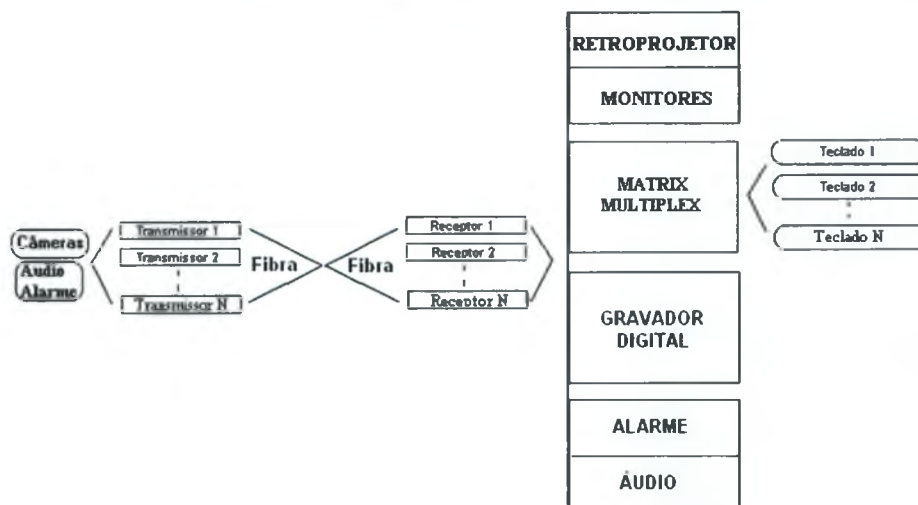 RETROPROJETOR
MONITORES
MATRIX
MULTIPLEX
Teclado 1
Teclado 2
Teclado N
Câmeras
Audio
Alarme
Transmissor 1
Transmissor 2
Transmissor N
Fibra
Fibra
Receptor 1
Receptor 2
Receptor N
GRAVADOR
DIGITAL
ALARME
ÁUDIO